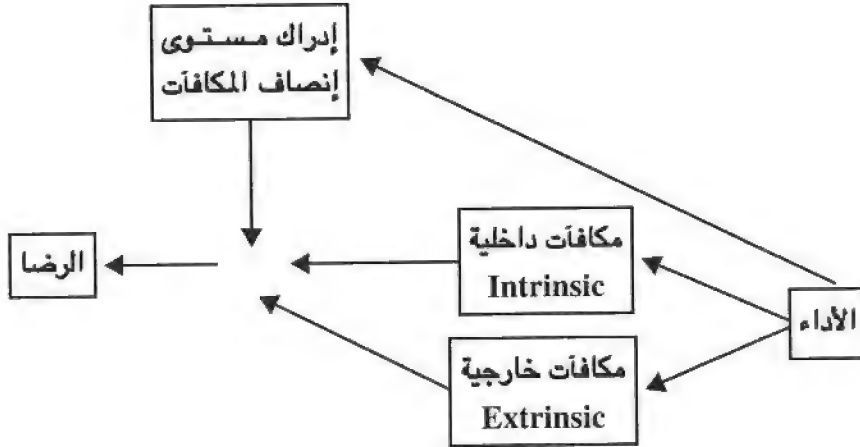 إدراك مستوى
إنصاف المكافآت
مكافآت داخلية
Intrinsic
الأداء
الرضا
مكافآت خارجية
Extrinsic